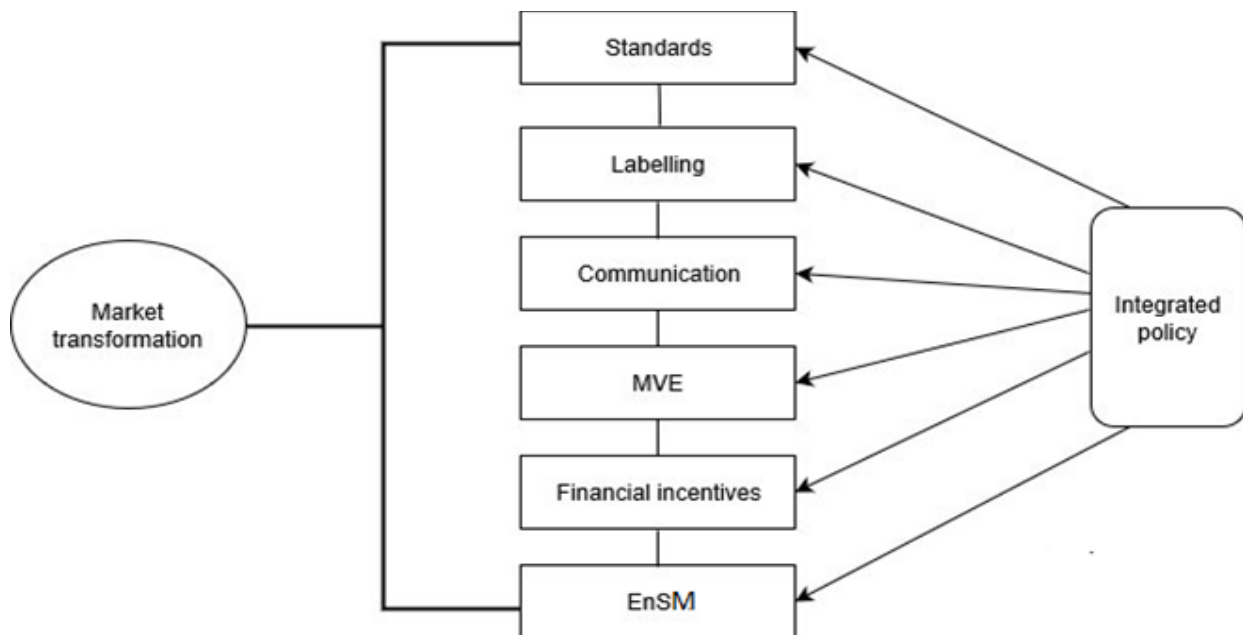 Standards
Labelling
Communication
Market
transformation
Integrated
policy
MVE
Financial incentives
EnSM